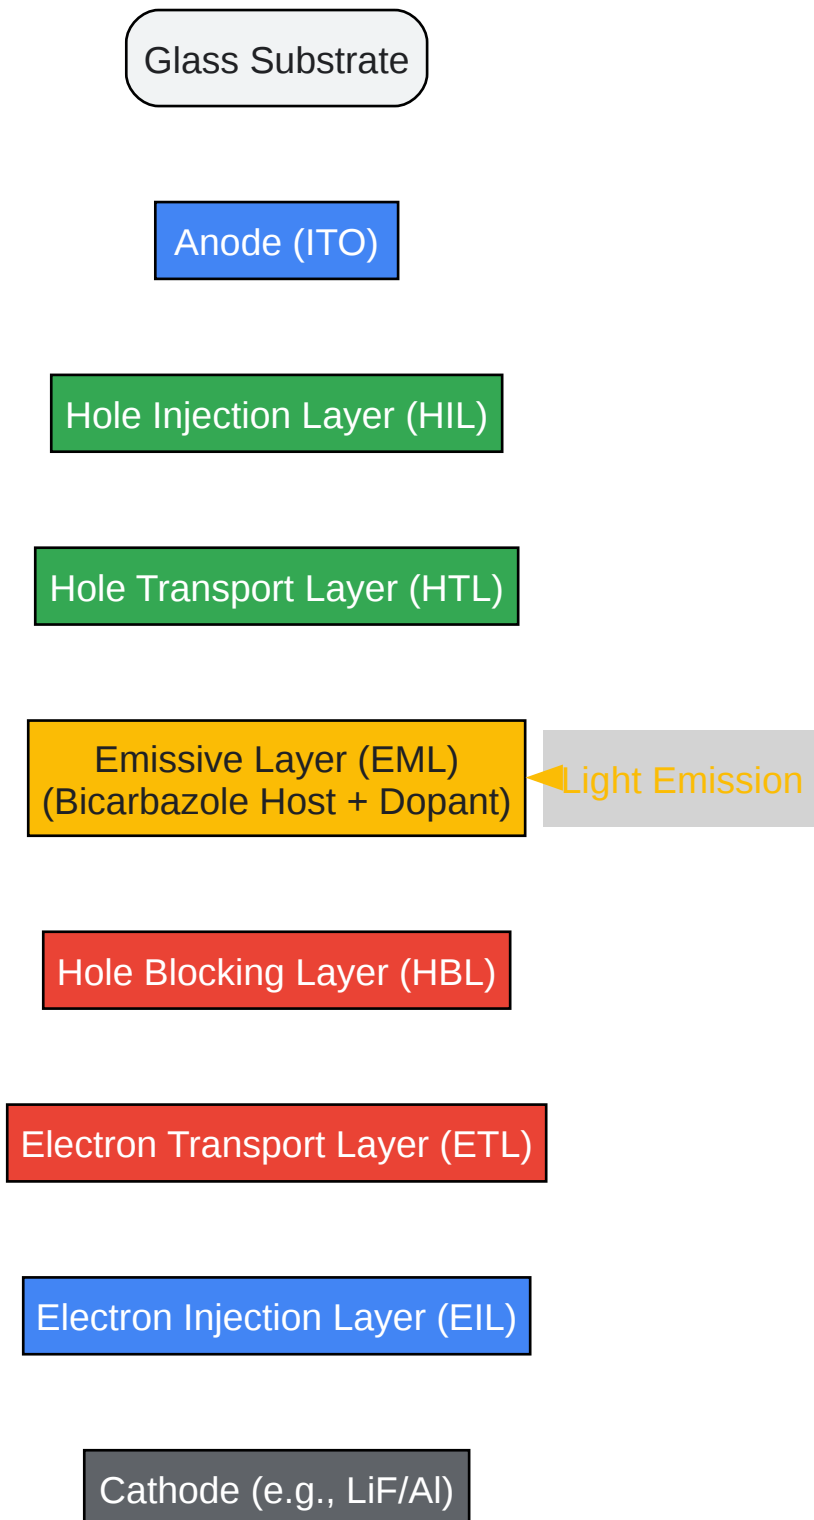 Glass Substrate
Anode (ITO)
Hole Injection Layer (HIL)
Hole Transport Layer (HTL)
Emissive Layer (EML)
(Bicarbazole Host + Dopant)
Light Emission
Hole Blocking Layer (HBL)
Electron Transport Layer (ETL)
Electron Injection Layer (EIL)
Cathode (e.g., LiF/Al)